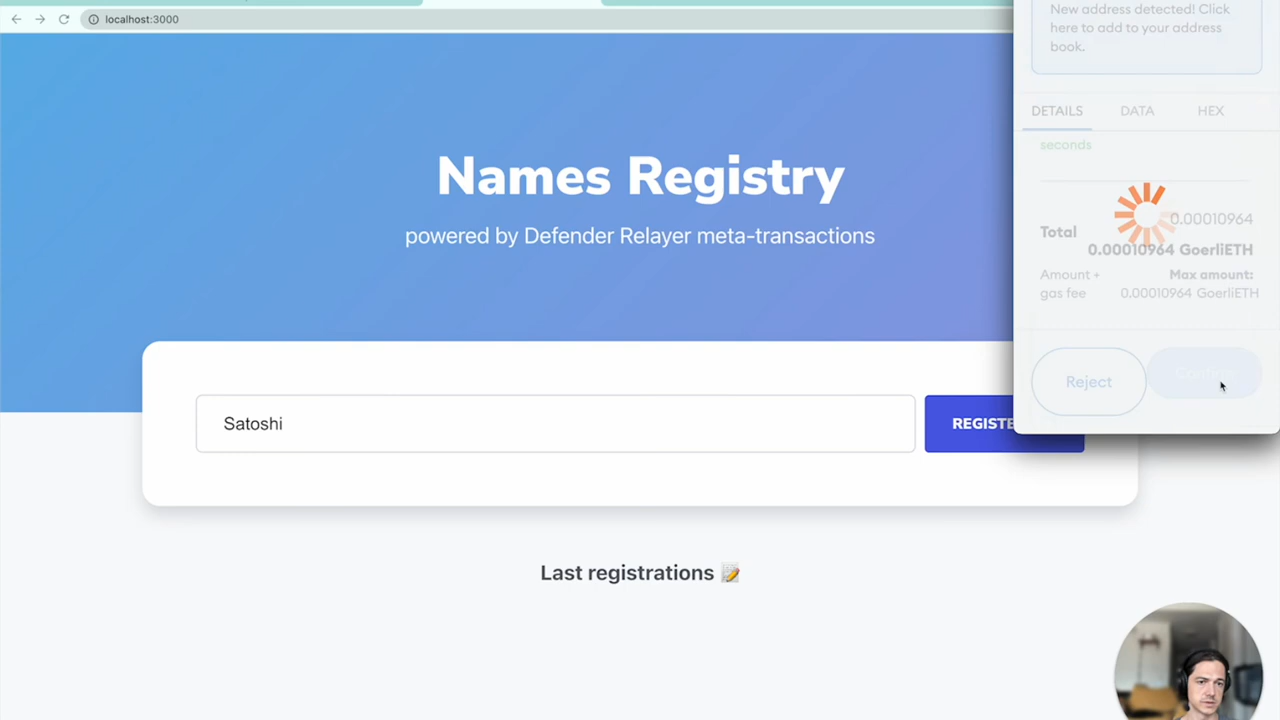 localhost:3000
New address detected! Click
here to add to your address
book.
DETAILS
DATA
HEX
seconds
0.00010964
Total
0.00010964 GoerliETH
Amount +
gas fee
Max amount:
0.00010964 GoerliETH
Reject
Names Registry
powered by Defender Relayer meta-transactions
Satoshi
REGISTE
Last registrations